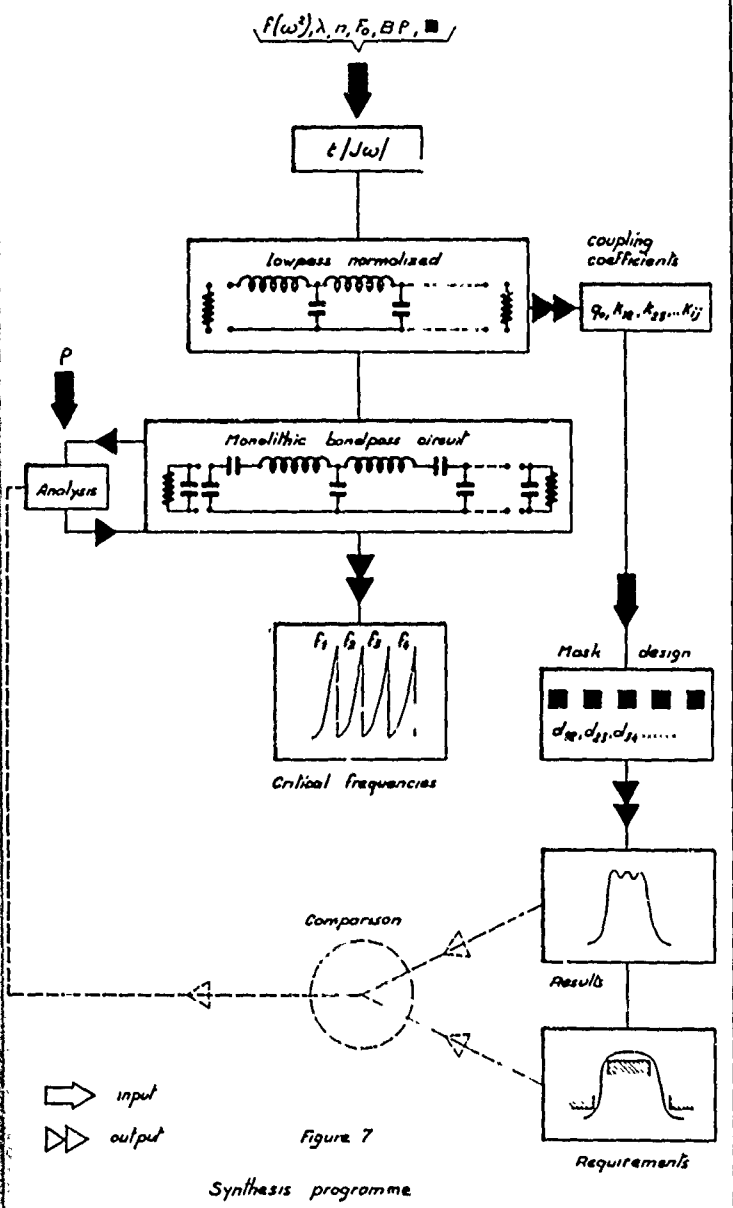 f(ω²), λ, n, F₀, BP, ■
t/Jω/
lowpass normalized
coupling
coefficients
q₀, k₁₂, k₂₃...kij
P
Monolithic bandpass circuit
Analysis
F₁ F₂ F₃ F₄
Critical frequencies
Mask design
d₁₂, d₂₃, d₃₄......
Comparison
Results
Requirements
input
output
Figure 7
Synthesis programme